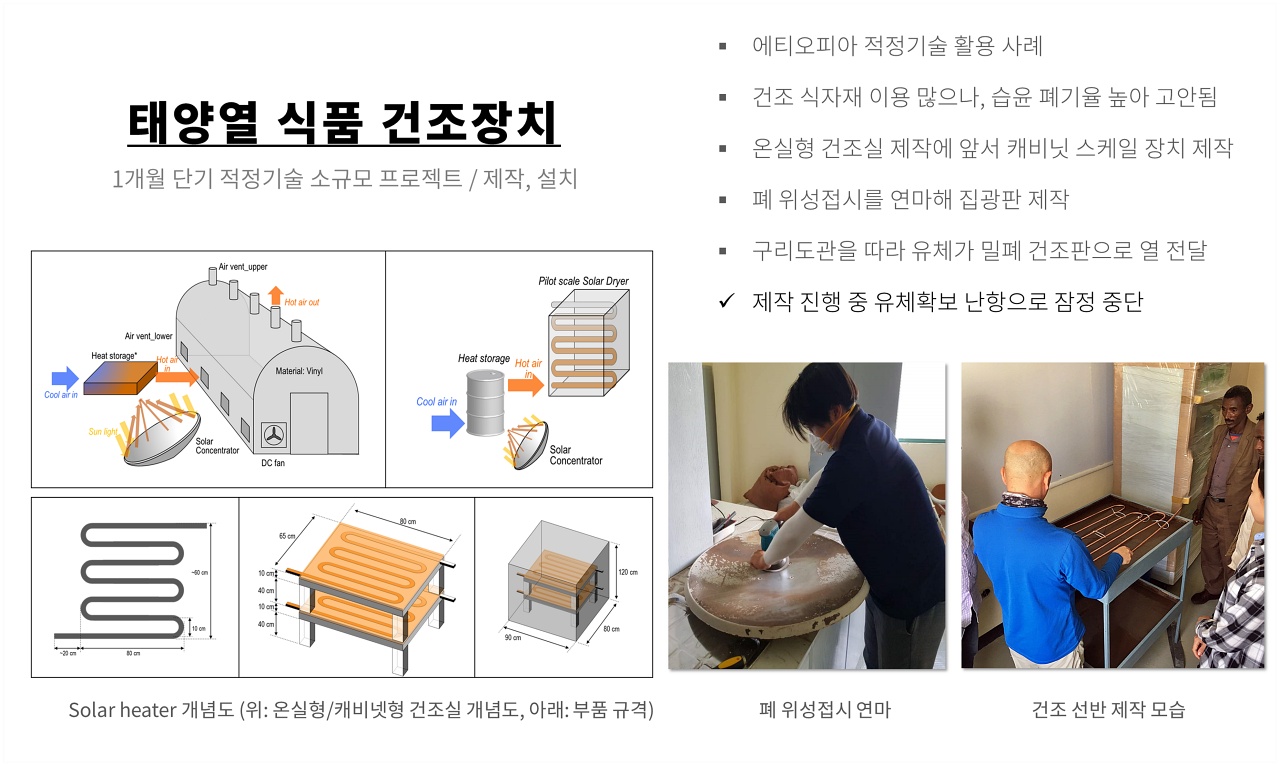 태양열 식품 건조장치
1개월 단기 적정기술 소규모 프로젝트 / 제작, 설치
에티오피아 적정기술 활용 사례
건조 식자재 이용 많으나, 습윤 폐기율 높아 고안됨
온실형 건조실 제작에 앞서 캐비닛 스케일 장치 제작
폐 위성접시를 연마해 집광판 제작
구리도관을 따라 유체가 밀폐 건조판으로 열 전달
✓ 제작 진행 중 유체확보 난항으로 잠정 중단
Air vent_upper
Hot air out
Air vent_lower
Heat storage*
Hot air
in
Cool air in
Material: Vinyl
Sun light
Solar
Concentrator
DC fan
Pilot scale Solar Dryer
Heat storage
Hot air
in
Cool air in
Solar
Concentrator
~60 cm
10 cm
~20 cm
80 cm
80 cm
65 cm
10 cm
40 cm
10 cm
40 cm
120 cm
90 cm
80 cm
Solar heater 개념도 (위: 온실형/캐비넷형 건조실 개념도, 아래: 부품 규격)
폐 위성접시 연마
건조 선반 제작 모습